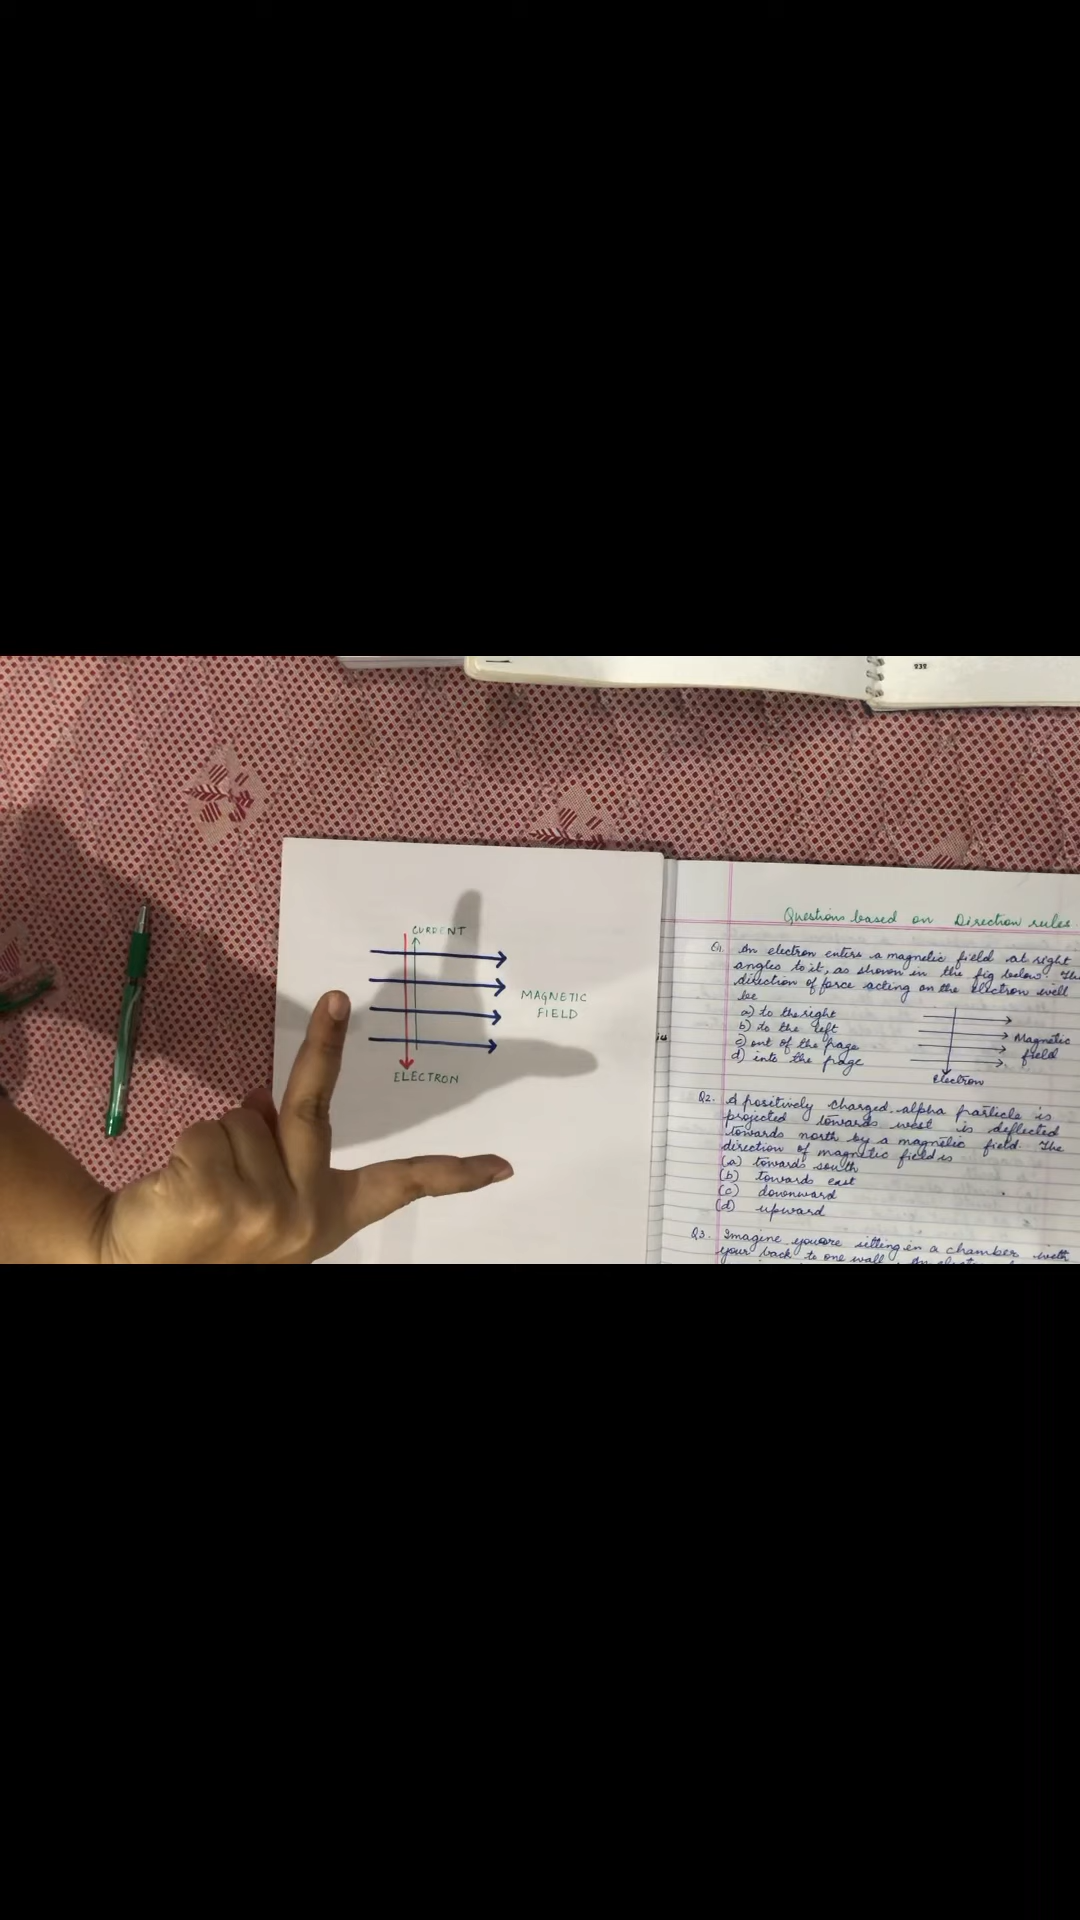 232
CURRENT
MAGNETIC
FIELD
ELECTRON
Questions based on Direction rules
Q1. An electron enters a magnetic field at right
angles to it, as shown in the fig below. The
direction of force acting on the electron will
be
a) to the right
b) to the left
c) out of the page
d) into the page
Magnetic
field
electron
Q2. A positively charged alpha particle is
projected towards west is deflected
towards north by a magnetic field. The
direction of magnetic field is
(a) towards south
(b) towards east
(c) downward
(d) upward
Q3. Imagine you are sitting in a chamber with
your back to one wall. An